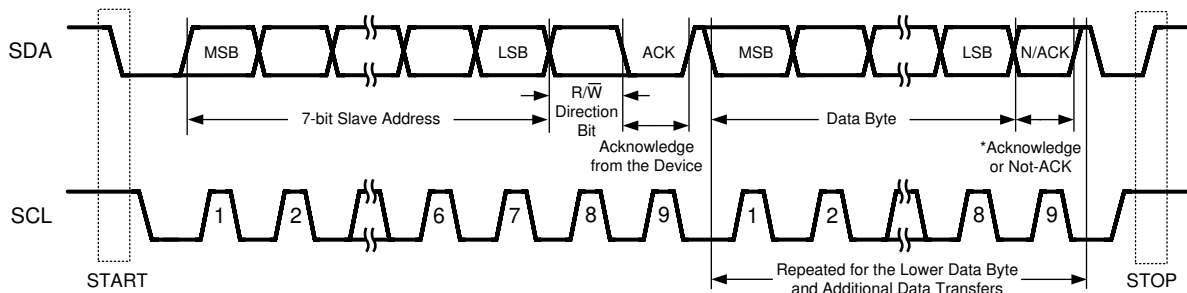 SDA
MSB
LSB
ACK
MSB
LSB
N/ACK
R/W̅
Direction
Bit
7-bit Slave Address
Data Byte
Acknowledge
from the Device
*Acknowledge
or Not-ACK
SCL
1
2
6
7
8
9
1
2
8
9
START
Repeated for the Lower Data Byte
and Additional Data Transfers
STOP